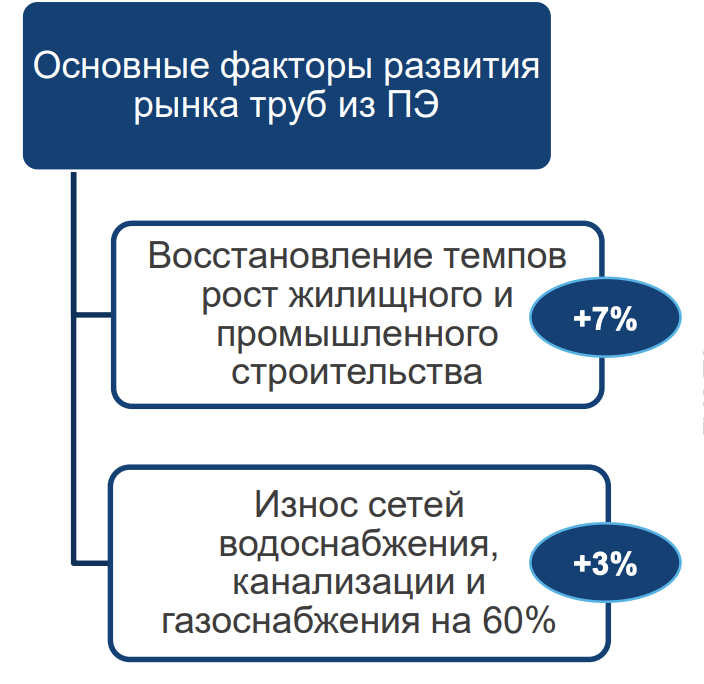 Основные факторы развития
рынка труб из ПЭ
Восстановление темпов
рост жилищного и
промышленного
строительства
+7%
Износ сетей
водоснабжения,
канализации и
газоснабжения на 60%
+3%